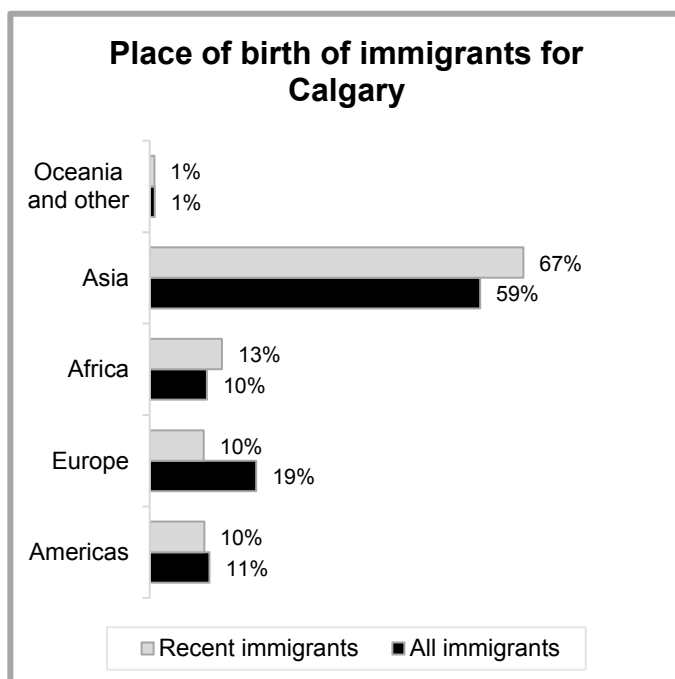 Place of birth of immigrants for
Calgary
Oceania
and other
1%
1%
Asia
67%
59%
Africa
13%
10%
Europe
10%
19%
Americas
10%
11%
Recent immigrants
All immigrants